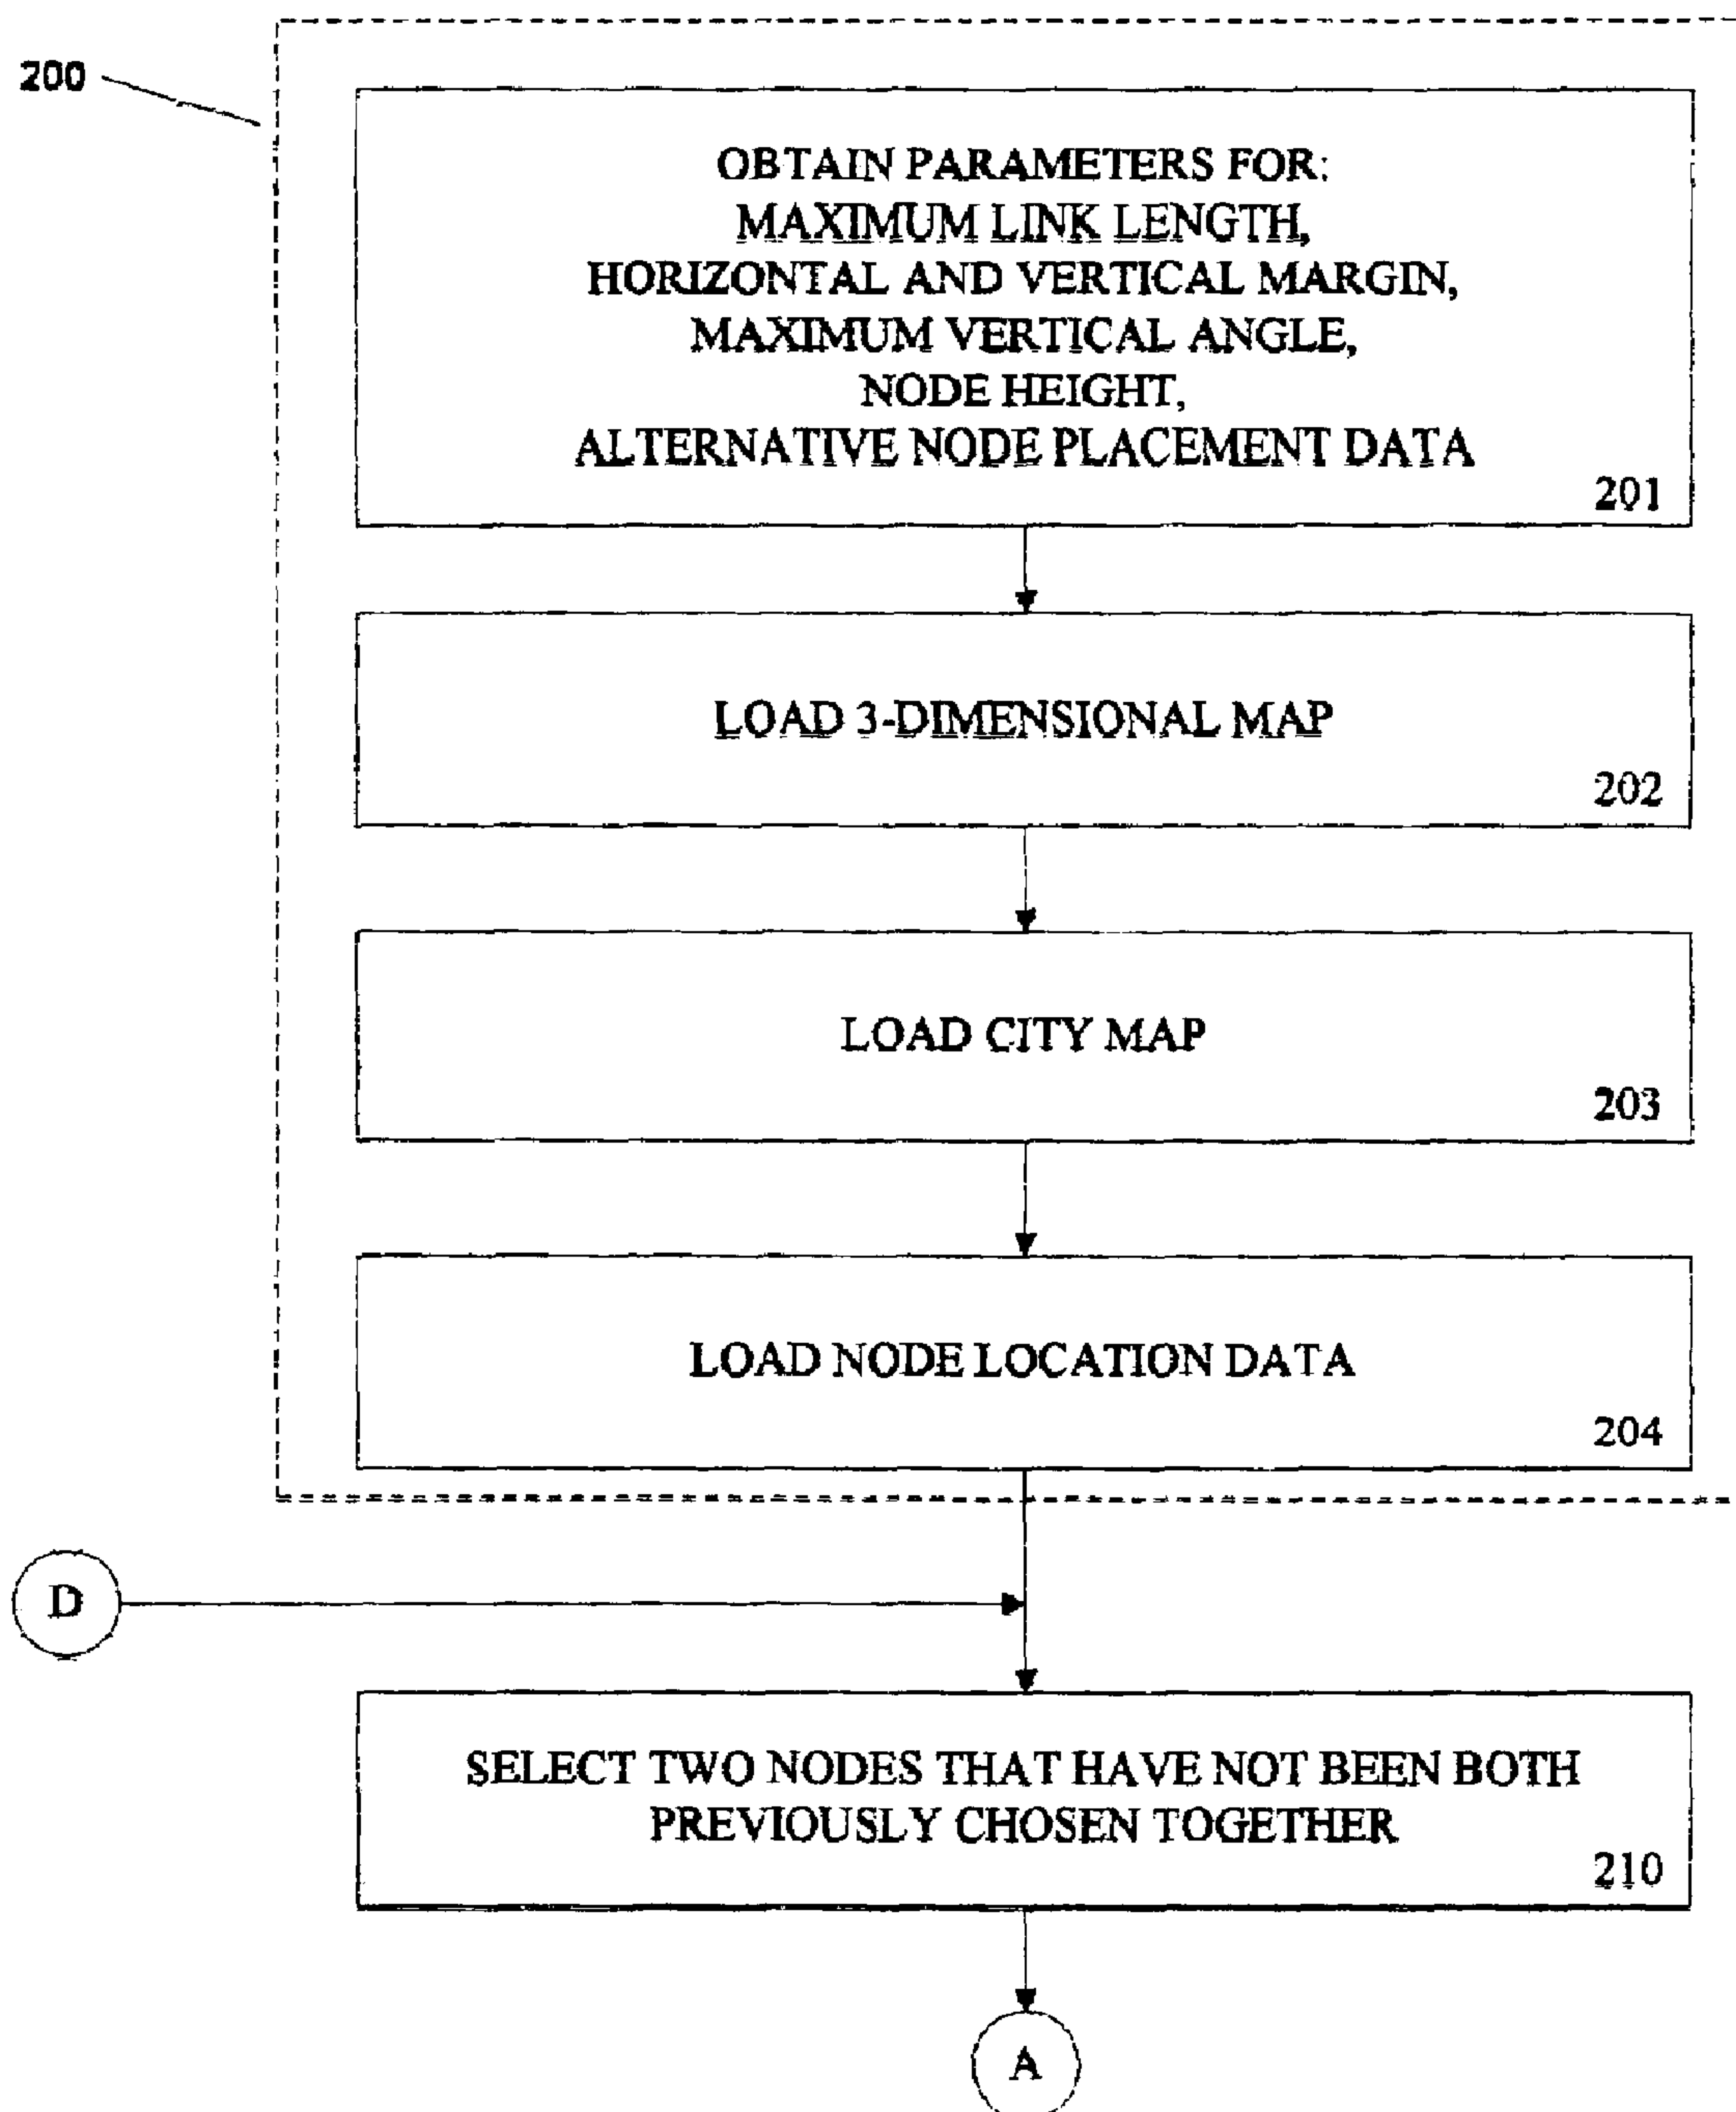 200
OBTAIN PARAMETERS FOR:
MAXIMUM LINK LENGTH,
HORIZONTAL AND VERTICAL MARGIN,
MAXIMUM VERTICAL ANGLE,
NODE HEIGHT,
ALTERNATIVE NODE PLACEMENT DATA
201
LOAD 3-DIMENSIONAL MAP
202
LOAD CITY MAP
203
LOAD NODE LOCATION DATA
204
D
SELECT TWO NODES THAT HAVE NOT BEEN BOTH
PREVIOUSLY CHOSEN TOGETHER
210
A